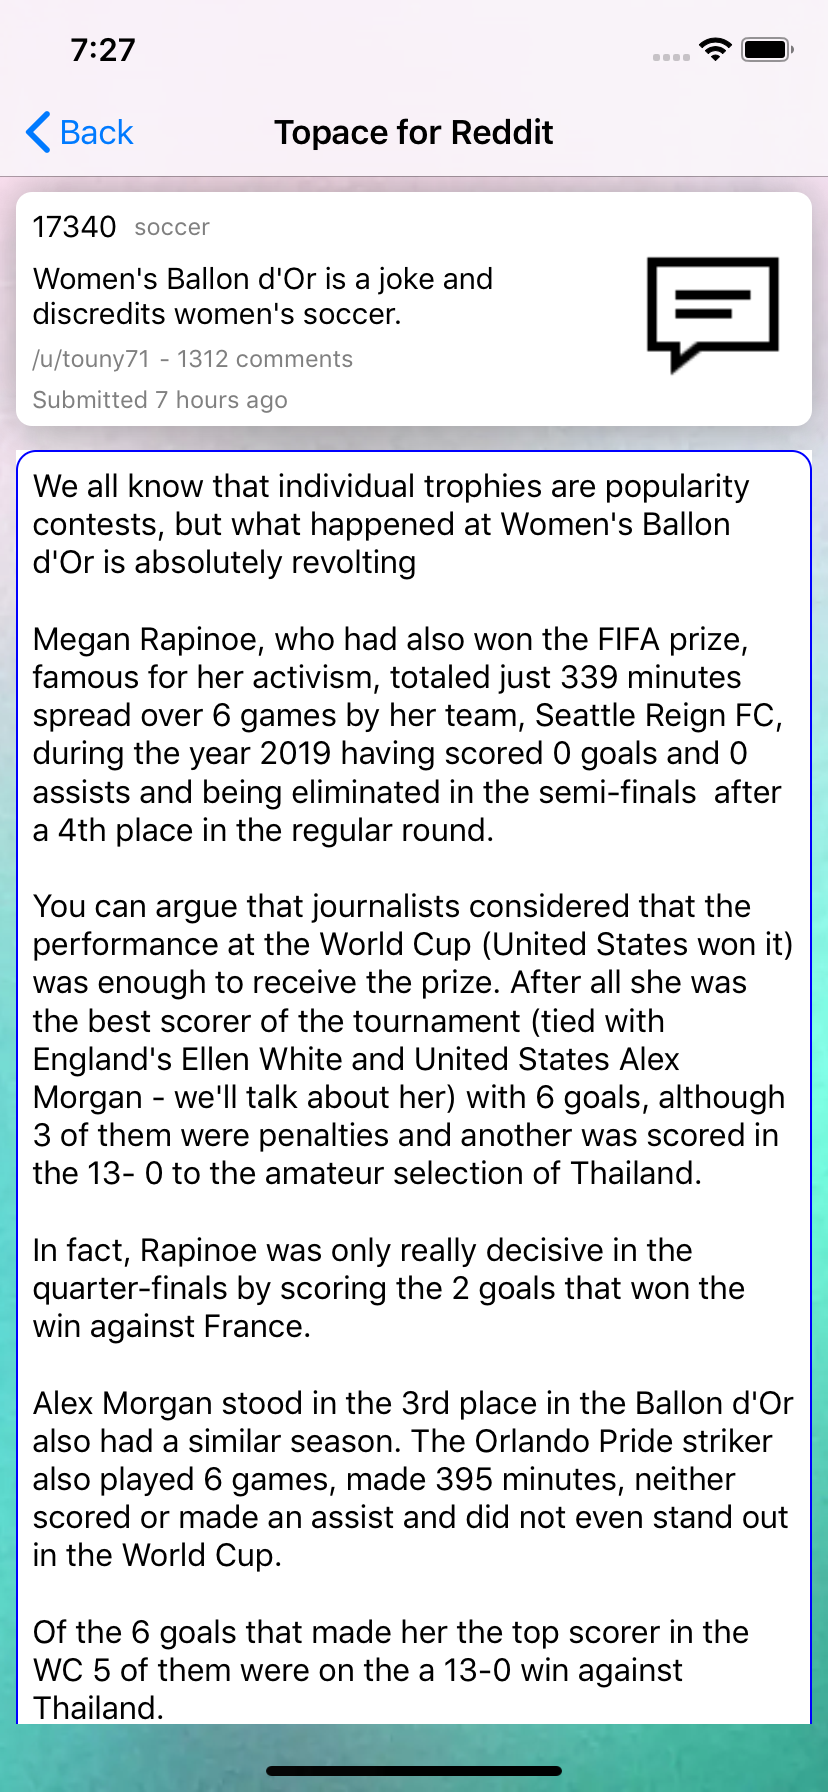 7:27
Back
Topace for Reddit
17340 soccer
Women's Ballon d'Or is a joke and
discredits women's soccer.
/u/touny71 - 1312 comments
Submitted 7 hours ago
We all know that individual trophies are popularity
contests, but what happened at Women's Ballon
d'Or is absolutely revolting
Megan Rapinoe, who had also won the FIFA prize,
famous for her activism, totaled just 339 minutes
spread over 6 games by her team, Seattle Reign FC,
during the year 2019 having scored 0 goals and 0
assists and being eliminated in the semi-finals  after
a 4th place in the regular round.
You can argue that journalists considered that the
performance at the World Cup (United States won it)
was enough to receive the prize. After all she was
the best scorer of the tournament (tied with
England's Ellen White and United States Alex
Morgan - we'll talk about her) with 6 goals, although
3 of them were penalties and another was scored in
the 13- 0 to the amateur selection of Thailand.
In fact, Rapinoe was only really decisive in the
quarter-finals by scoring the 2 goals that won the
win against France.
Alex Morgan stood in the 3rd place in the Ballon d'Or
also had a similar season. The Orlando Pride striker
also played 6 games, made 395 minutes, neither
scored or made an assist and did not even stand out
in the World Cup.
Of the 6 goals that made her the top scorer in the
WC 5 of them were on the a 13-0 win against
Thailand.